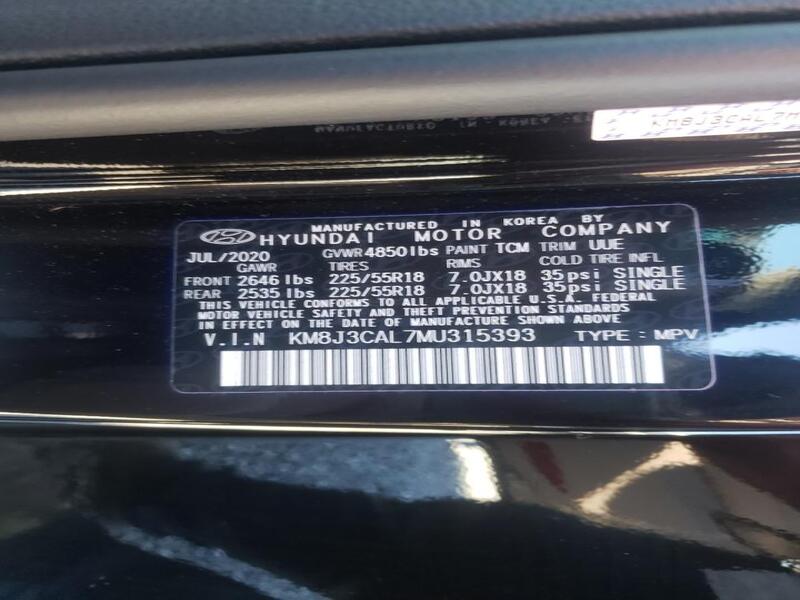 KM8J3CAL7M
MANUFACTURED IN KOREA BY
HYUNDAI MOTOR COMPANY
JUL/2020 GVWR 4850lbs PAINT TCM TRIM UUE
GAWR TIRES RIMS COLD TIRE INFL
FRONT 2646 lbs 225/55R18 7.0JX18 35psi SINGLE
REAR 2535 lbs 225/55R18 7.0JX18 35psi SINGLE
THIS VEHICLE CONFORMS TO ALL APPLICABLE U.S.A. FEDERAL
MOTOR VEHICLE SAFETY AND THEFT PREVENTION STANDARDS
IN EFFECT ON THE DATE OF MANUFACTURE SHOWN ABOVE
V.I.N KM8J3CAL7MU315393 TYPE : MPV